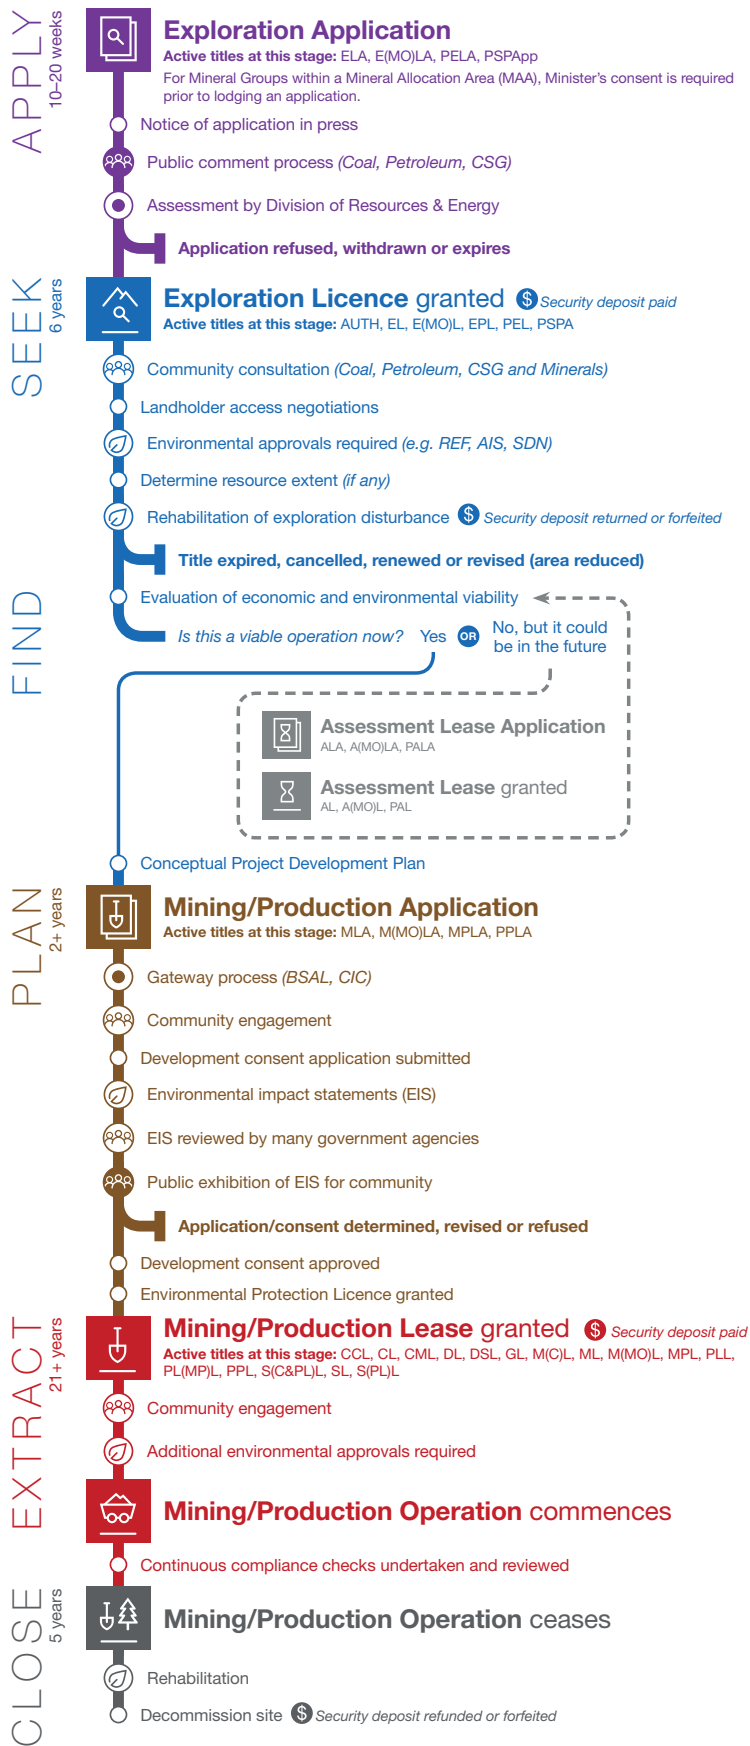 APPLY
10–20 weeks
Exploration Application
Active titles at this stage: ELA, E(MO)LA, PELA, PSPApp
For Mineral Groups within a Mineral Allocation Area (MAA), Minister’s consent is required
prior to lodging an application.
Notice of application in press
Public comment process (Coal, Petroleum, CSG)
Assessment by Division of Resources & Energy
Application refused, withdrawn or expires
SEEK
6 years
Exploration Licence granted $ Security deposit paid
Active titles at this stage: AUTH, EL, E(MO)L, EPL, PEL, PSPA
Community consultation (Coal, Petroleum, CSG and Minerals)
Landholder access negotiations
Environmental approvals required (e.g. REF, AIS, SDN)
Determine resource extent (if any)
Rehabilitation of exploration disturbance $ Security deposit returned or forfeited
Title expired, cancelled, renewed or revised (area reduced)
FIND
Evaluation of economic and environmental viability
Is this a viable operation now? Yes OR No, but it could
be in the future
Assessment Lease Application
ALA, A(MO)LA, PALA
Assessment Lease granted
AL, A(MO)L, PAL
Conceptual Project Development Plan
PLAN
2+ years
Mining/Production Application
Active titles at this stage: MLA, M(MO)LA, MPLA, PPLA
Gateway process (BSAL, CIC)
Community engagement
Development consent application submitted
Environmental impact statements (EIS)
EIS reviewed by many government agencies
Public exhibition of EIS for community
Application/consent determined, revised or refused
Development consent approved
Environmental Protection Licence granted
EXTRACT
21+ years
Mining/Production Lease granted $ Security deposit paid
Active titles at this stage: CCL, CL, CML, DL, DSL, GL, M(C)L, ML, M(MO)L, MPL, PLL,
PL(MP)L, PPL, S(C&PL)L, SL, S(PL)L
Community engagement
Additional environmental approvals required
Mining/Production Operation commences
Continuous compliance checks undertaken and reviewed
CLOSE
5 years
Mining/Production Operation ceases
Rehabilitation
Decommission site $ Security deposit refunded or forfeited